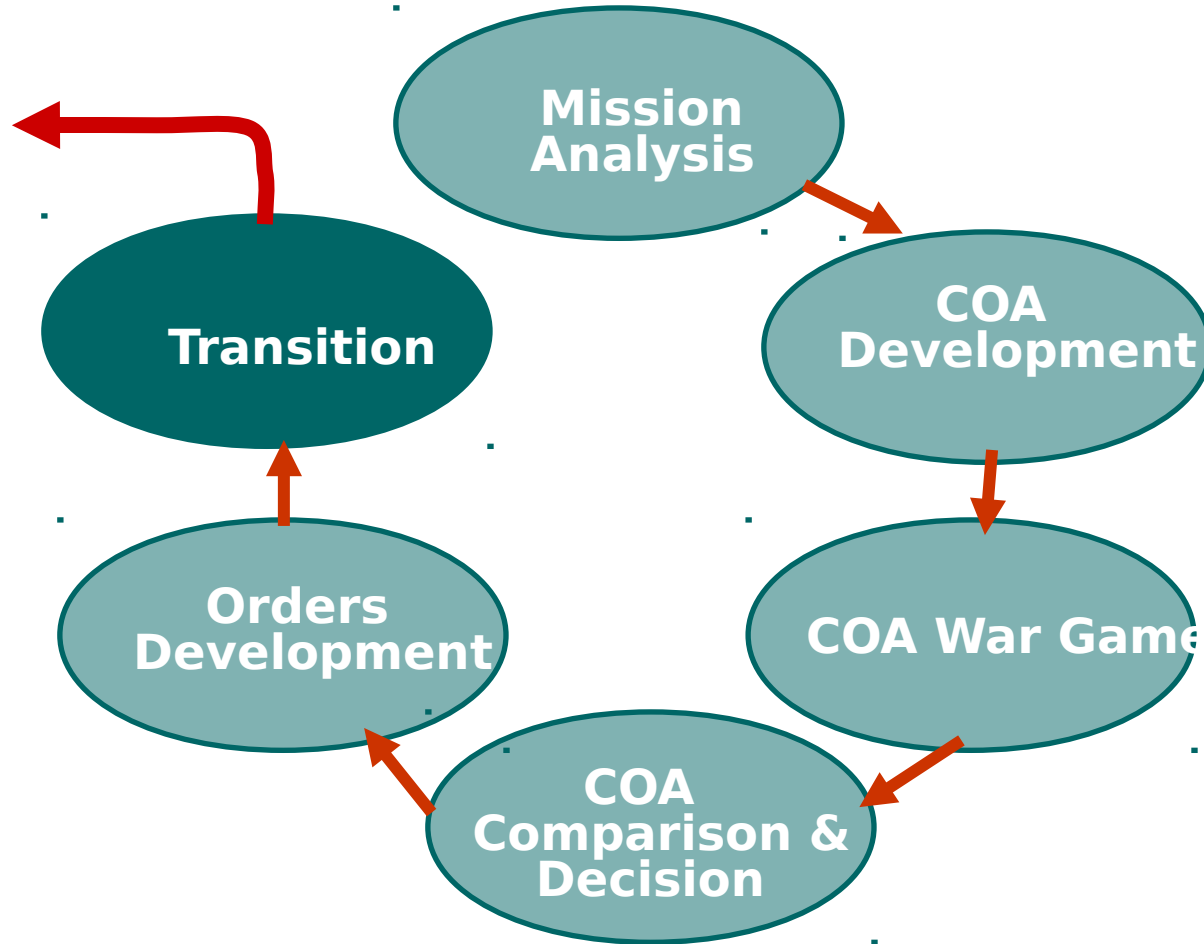 Mission
Analysis
COA
Development
COA War Game
COA
Comparison &
Decision
Orders
Development
Transition